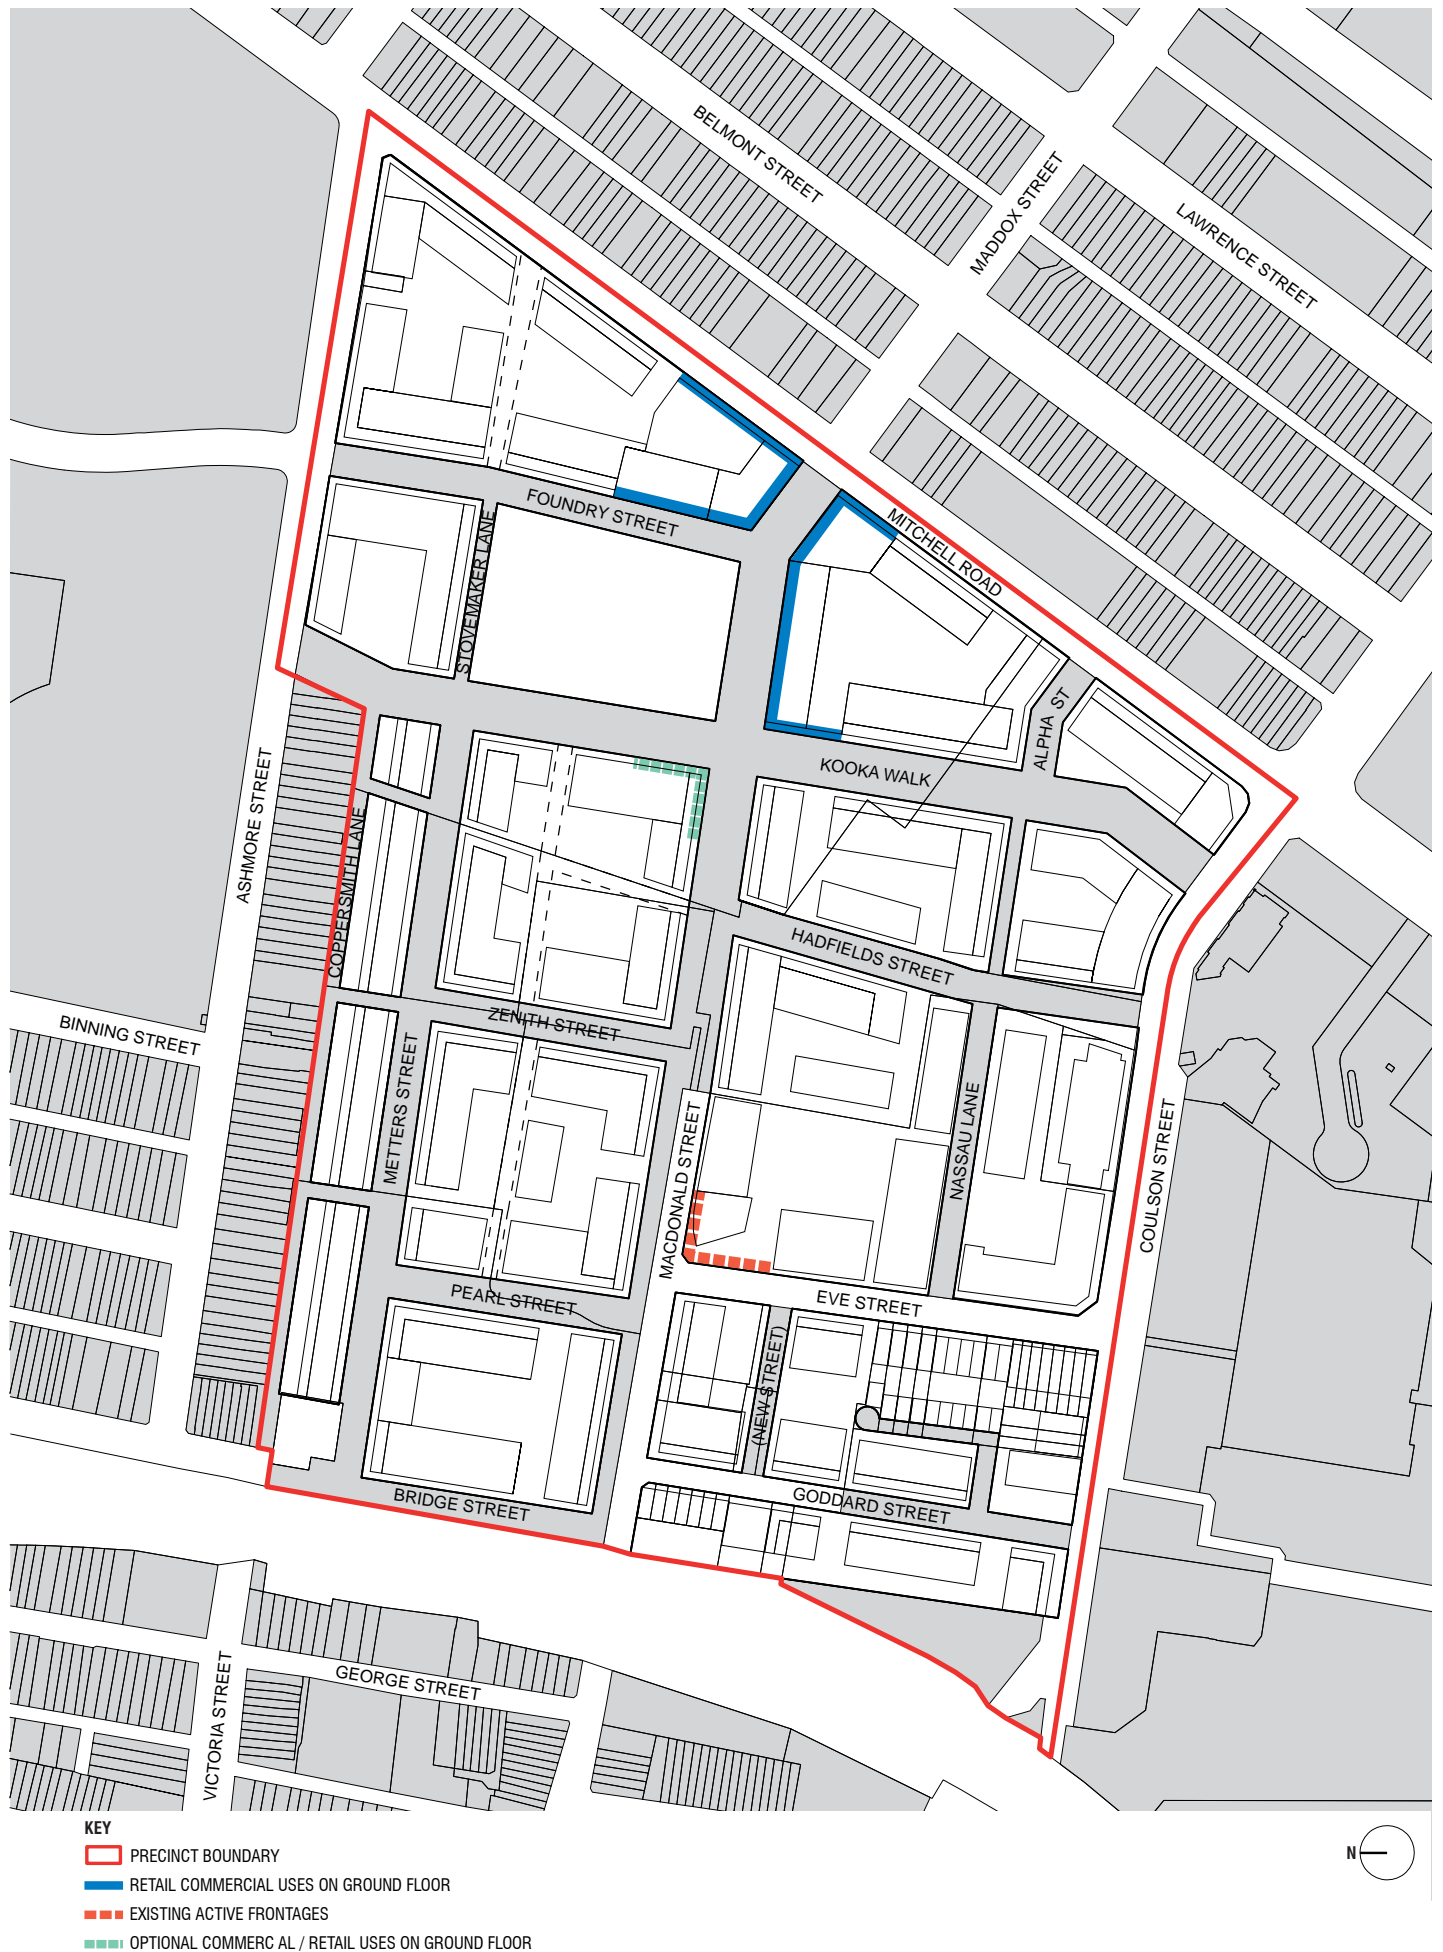 BELMONT STREET
MADDOX STREET
LAWRENCE STREET
FOUNDRY STREET
STOVEMAKER LANE
MITCHELL ROAD
ALPHA ST
KOOKA WALK
ASHMORE STREET
COPPERSMITH LANE
HADFIELDS STREET
BINNING STREET
ZENITH STREET
METTERS STREET
MACDONALD STREET
NASSAU LANE
COULSON STREET
PEARL STREET
EVE STREET
(NEW STREET)
BRIDGE STREET
GODDARD STREET
GEORGE STREET
VICTORIA STREET
KEY
PRECINCT BOUNDARY
RETAIL COMMERCIAL USES ON GROUND FLOOR
EXISTING ACTIVE FRONTAGES
OPTIONAL COMMERC AL / RETAIL USES ON GROUND FLOOR
N